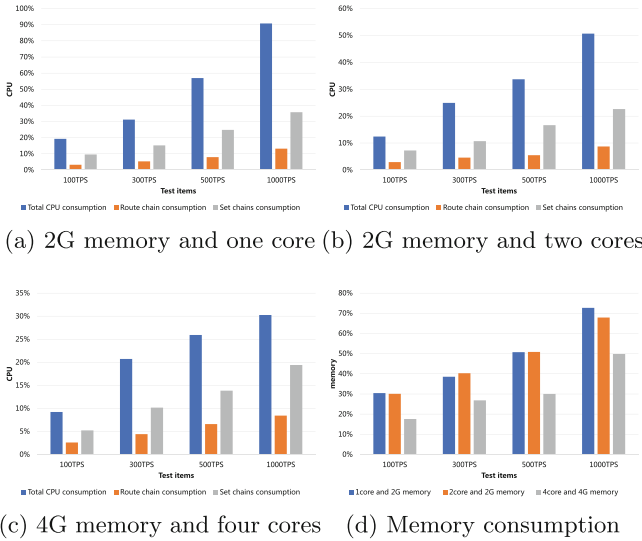 100%
90%
80%
70%
60%
50%
40%
30%
20%
10%
0%
CPU
100TPS 300TPS 500TPS 1000TPS
Test items
Total CPU consumption Route chain consumption Set chains consumption
(a) 2G memory and one core
60%
50%
40%
30%
20%
10%
0%
CPU
100TPS 300TPS 500TPS 1000TPS
Test items
Total CPU consumption Route chain consumption Set chains consumption
(b) 2G memory and two cores
35%
30%
25%
20%
15%
10%
5%
0%
CPU
100TPS 300TPS 500TPS 1000TPS
Test items
Total CPU consumption Route chain consumption Set chains consumption
(c) 4G memory and four cores
80%
70%
60%
50%
40%
30%
20%
10%
0%
memory
100TPS 300TPS 500TPS 1000TPS
Test items
1core and 2G memory 2core and 2G memory 4core and 4G memory
(d) Memory consumption